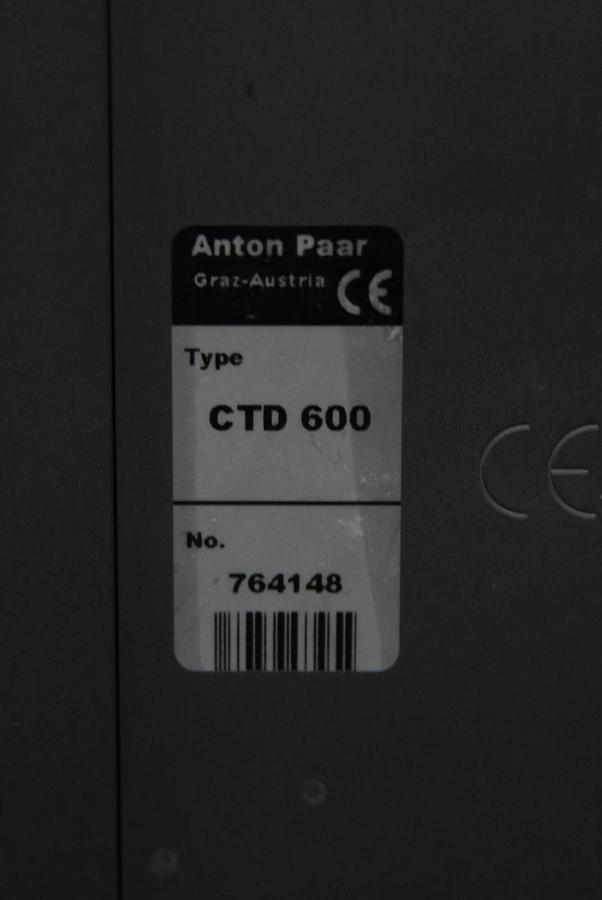 Anton Paar
Graz-Austria CE
Type
CTD 600
CE
No.
764148